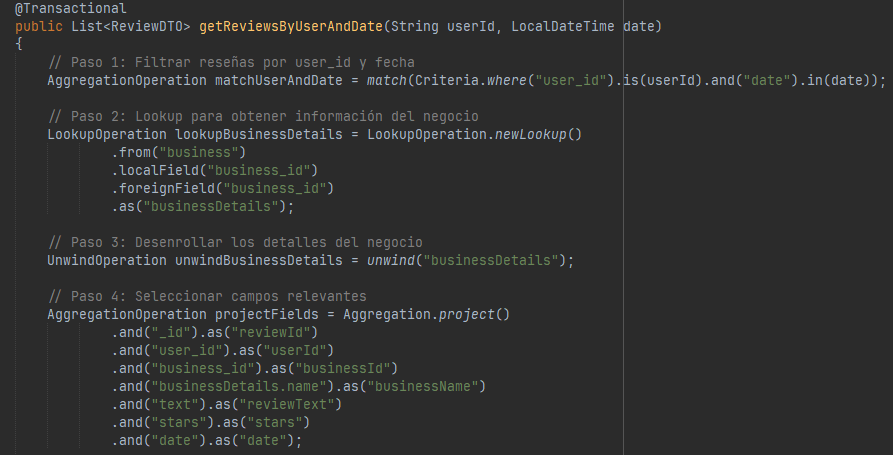 @Transactional
public List<ReviewDTO> getReviewsByUserAndDate(String userId, LocalDateTime date)
{
// Paso 1: Filtrar reseñas por user_id y fecha
AggregationOperation matchUserAndDate = match(Criteria.where("user_id").is(userId).and("date").in(date));
// Paso 2: Lookup para obtener información del negocio
LookupOperation lookupBusinessDetails = LookupOperation.newLookup()
.from("business")
.localField("business_id")
.foreignField("business_id")
.as("businessDetails");
// Paso 3: Desenrollar los detalles del negocio
UnwindOperation unwindBusinessDetails = unwind("businessDetails");
// Paso 4: Seleccionar campos relevantes
AggregationOperation projectFields = Aggregation.project()
.and("_id").as("reviewId")
.and("user_id").as("userId")
.and("business_id").as("businessId")
.and("businessDetails.name").as("businessName")
.and("text").as("reviewText")
.and("stars").as("stars")
.and("date").as("date");